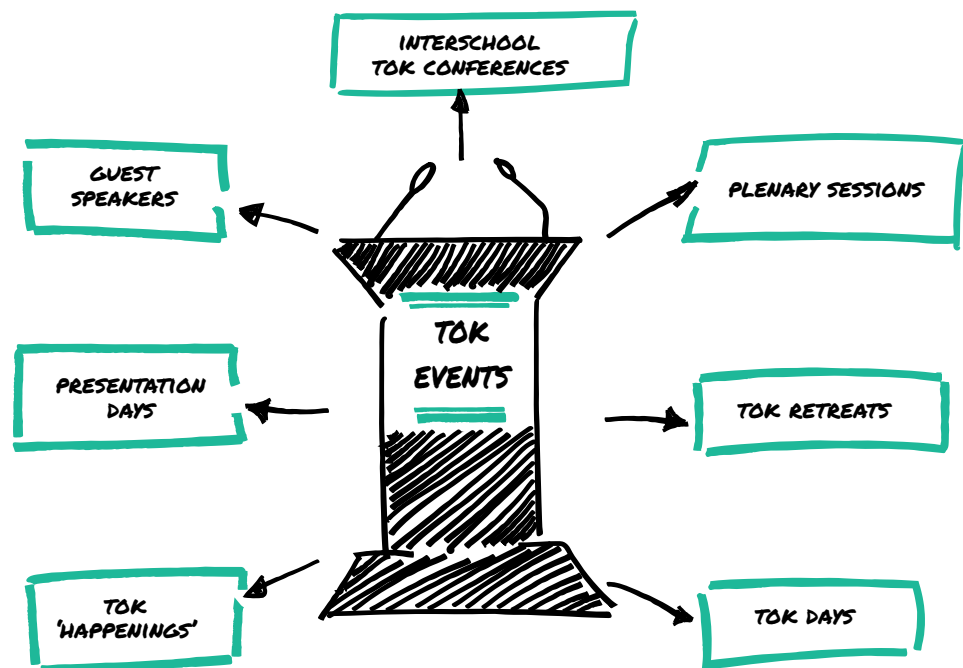 INTERSCHOOL
TOK CONFERENCES
GUEST
SPEAKERS
PLENARY SESSIONS
TOK
EVENTS
PRESENTATION
DAYS
TOK RETREATS
TOK
'HAPPENINGS'
TOK DAYS